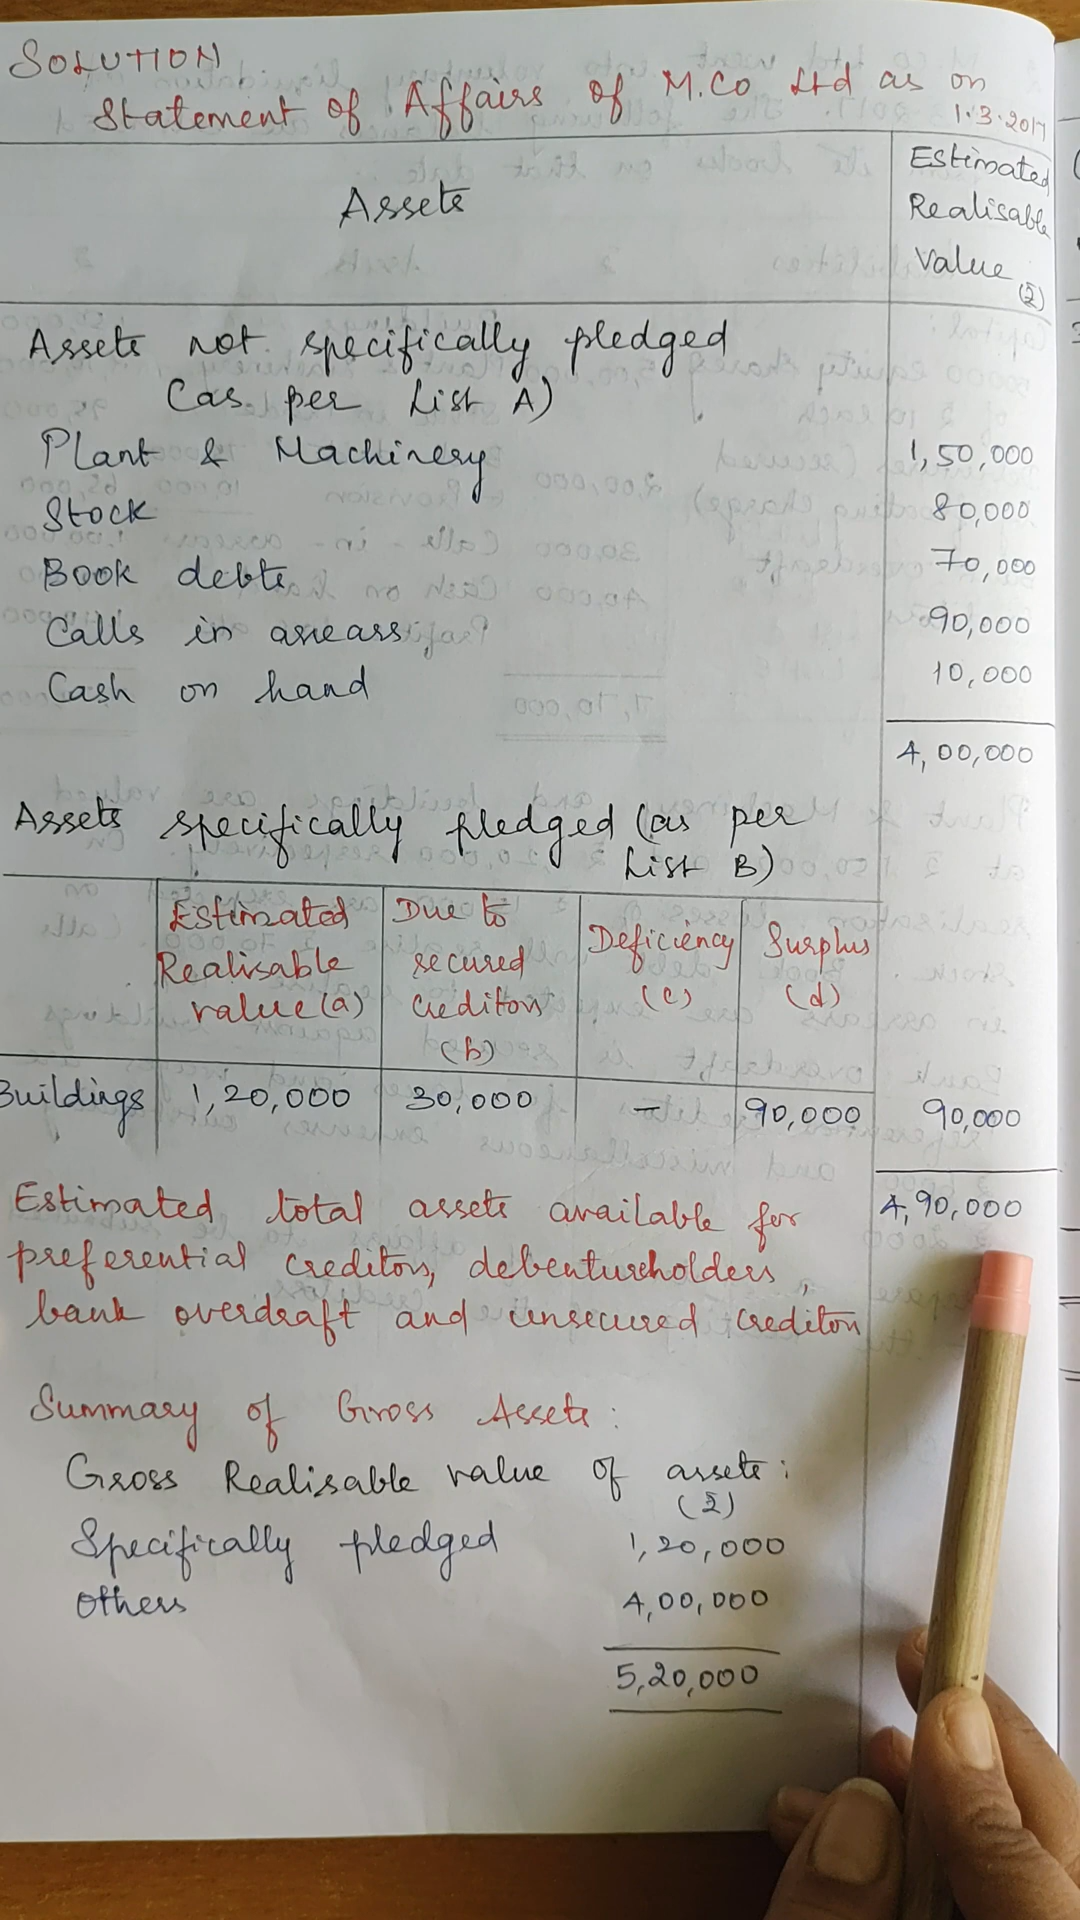 SOLUTION
Statement of Affairs of M.Co Ltd as on
1.3.2017
Assets
Estimated
Realisable
Value
(₹)
Assets not specifically pledged
(as per List A)
Plant & Machinery 1,50,000
Stock 80,000
Book debts 70,000
Calls in arrears 90,000
Cash on hand 10,000
4,00,000
Assets specifically pledged (as per
List B)
Estimated
Realisable
value (a)
Due to
secured
creditors
(b)
Deficiency
(c)
Surplus
(d)
Buildings 1,20,000 30,000 - 90,000 90,000
Estimated total assets available for 4,90,000
preferential creditors, debentureholders,
bank overdraft and unsecured creditors
Summary of Gross Assets:
Gross Realisable value of assets:
(₹)
Specifically pledged 1,20,000
Others 4,00,000
5,20,000